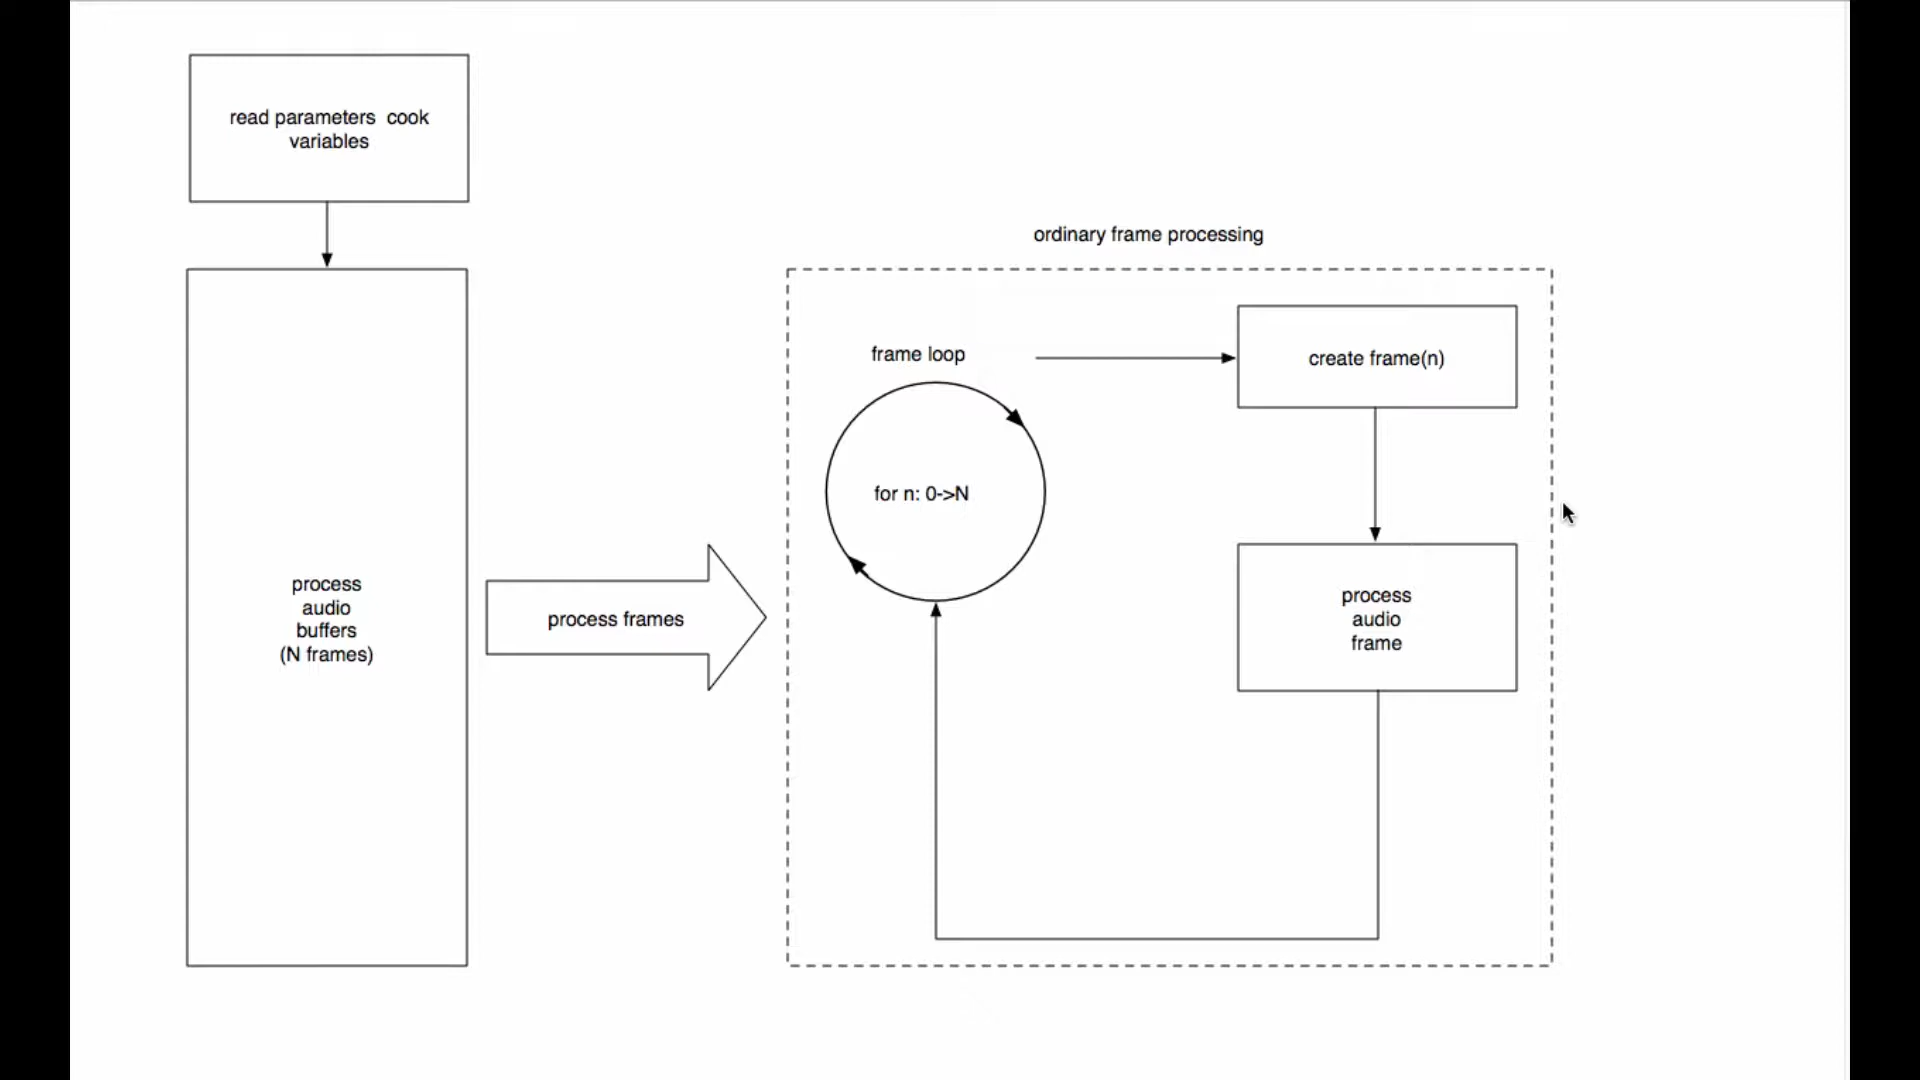 read parameters  cook
variables
ordinary frame processing
frame loop
create frame(n)
for n: 0->N
process
audio
buffers
(N frames)
process frames
process
audio
frame